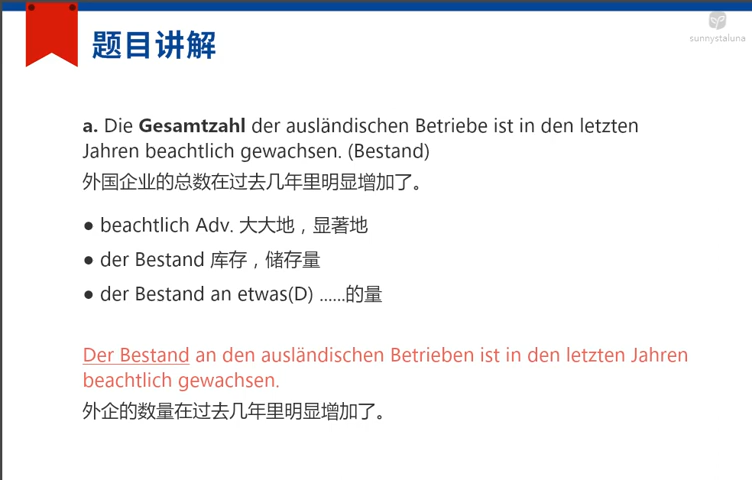 sunnystaluna
题目讲解
a. Die Gesamtzahl der ausländischen Betriebe ist in den letzten
Jahren beachtlich gewachsen. (Bestand)
外国企业的总数在过去几年里明显增加了。
● beachtlich Adv. 大大地，显著地
● der Bestand 库存，储存量
● der Bestand an etwas(D) ......的量
Der Bestand an den ausländischen Betrieben ist in den letzten Jahren
beachtlich gewachsen.
外企的数量在过去几年里明显增加了。